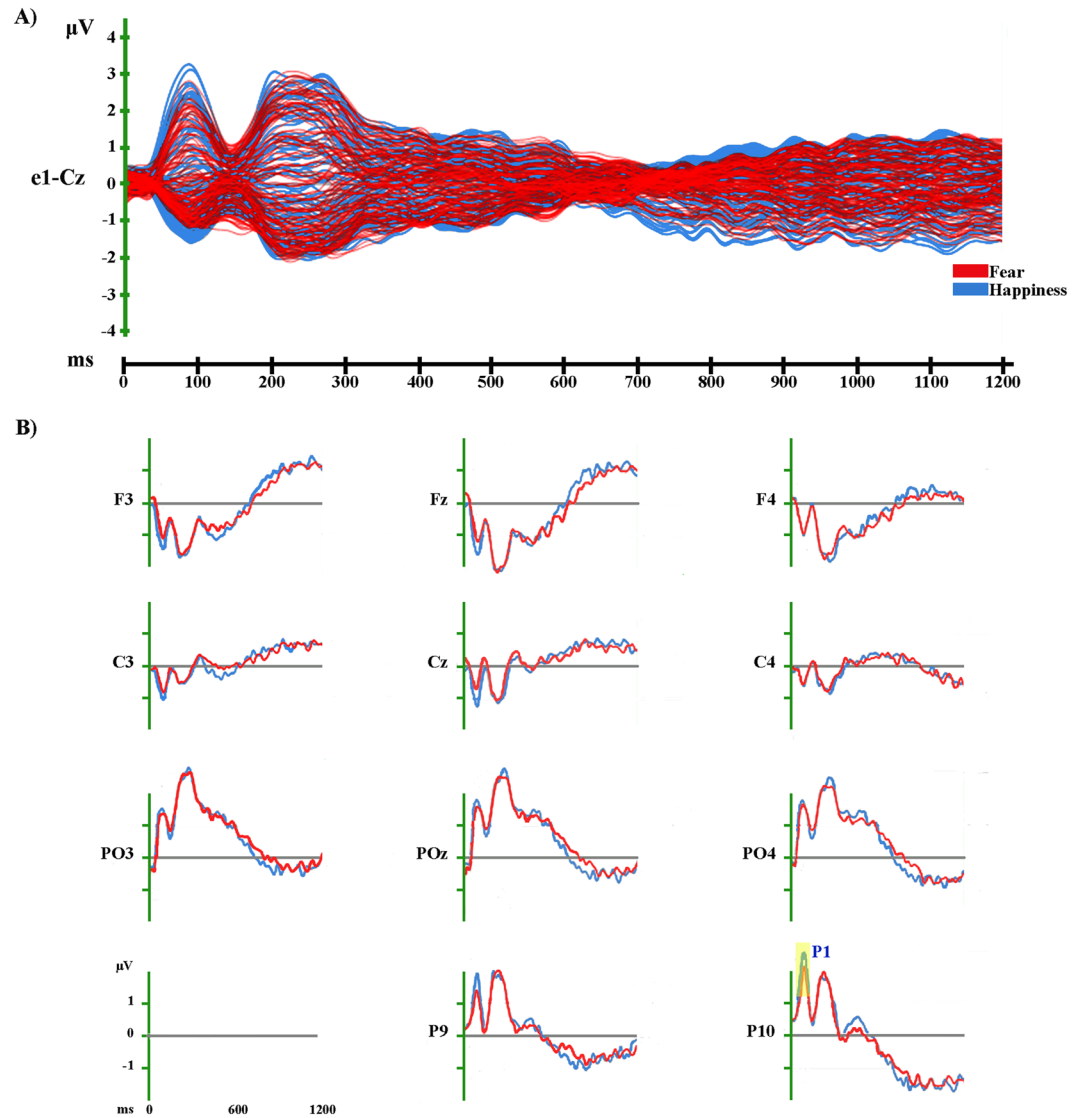 A)
µV
4
3
2
1
e1-Cz
0
-1
-2
-3
-4
Fear
Happiness
ms
0 100 200 300 400 500 600 700 800 900 1000 1100 1200
B)
F3 Fz F4
C3 Cz C4
PO3 POz PO4
P1
µV
1
0
-1
P9 P10
ms 0 600 1200